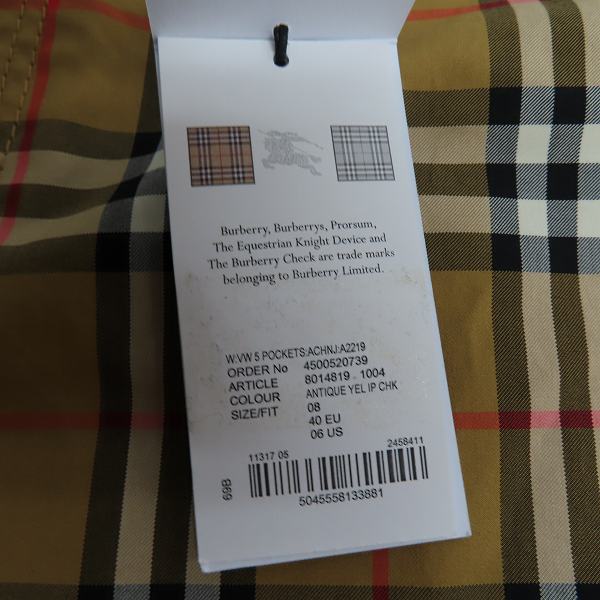 Burberry, Burberrys, Prorsum,
The Equestrian Knight Device and
The Burberry Check are trade marks
belonging to Burberry Limited.
W:VW 5 POCKETS:ACHNJ:A2219
ORDER No 4500520739
ARTICLE 8014819 . 1004
COLOUR ANTIQUE YEL IP CHK
SIZE/FIT 08
40 EU
06 US
11317 05 2458411
69B
5045558133881